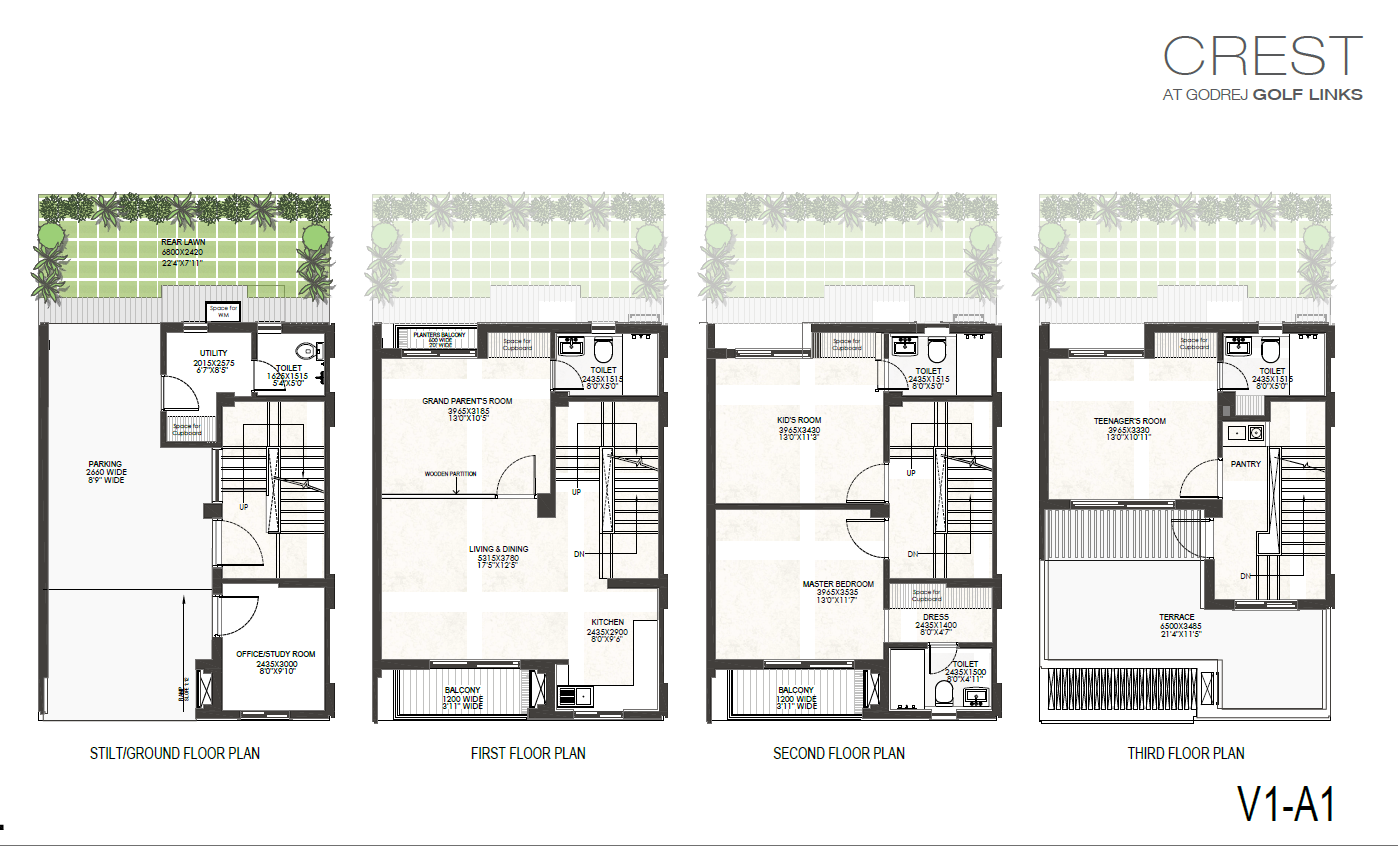 CREST
AT GODREJ GOLF LINKS
REAR LAWN
6800X2420
22'4"X7'11"
Space for
WM
UTILITY
2015X2575
6'7"X8'5"
TOILET
1625X1515
5'4"X5'0"
Space for
Cupboard
PARKING
2660 WIDE
8'9" WIDE
UP
OFFICE/STUDY ROOM
2435X3000
8'0"X9'10"
RAMP
SLOPE 1:12
STILT/GROUND FLOOR PLAN
PLANTERS BALCONY
600 WIDE
2'0" WIDE
Space for
Cupboard
TOILET
2435X1515
8'0"X5'0"
GRAND PARENT'S ROOM
3965X3185
13'0"X10'5"
WOODEN PARTITION
UP
LIVING & DINING
5315X3780
17'5"X12'5"
DN
KITCHEN
2435X2900
8'0"X9'6"
BALCONY
1200 WIDE
3'11" WIDE
FIRST FLOOR PLAN
Space for
Cupboard
TOILET
2435X1515
8'0"X5'0"
KID'S ROOM
3965X3430
13'0"X11'3"
UP
DN
MASTER BEDROOM
3965X3535
13'0"X11'7"
Space for
Cupboard
DRESS
2435X1400
8'0"X4'7"
TOILET
2435X1500
8'0"X4'11"
BALCONY
1200 WIDE
3'11" WIDE
SECOND FLOOR PLAN
Space for
Cupboard
TOILET
2435X1515
8'0"X5'0"
TEENAGER'S ROOM
3965X3330
13'0"X10'11"
PANTRY
DN
TERRACE
6500X3485
21'4"X11'5"
THIRD FLOOR PLAN
V1-A1